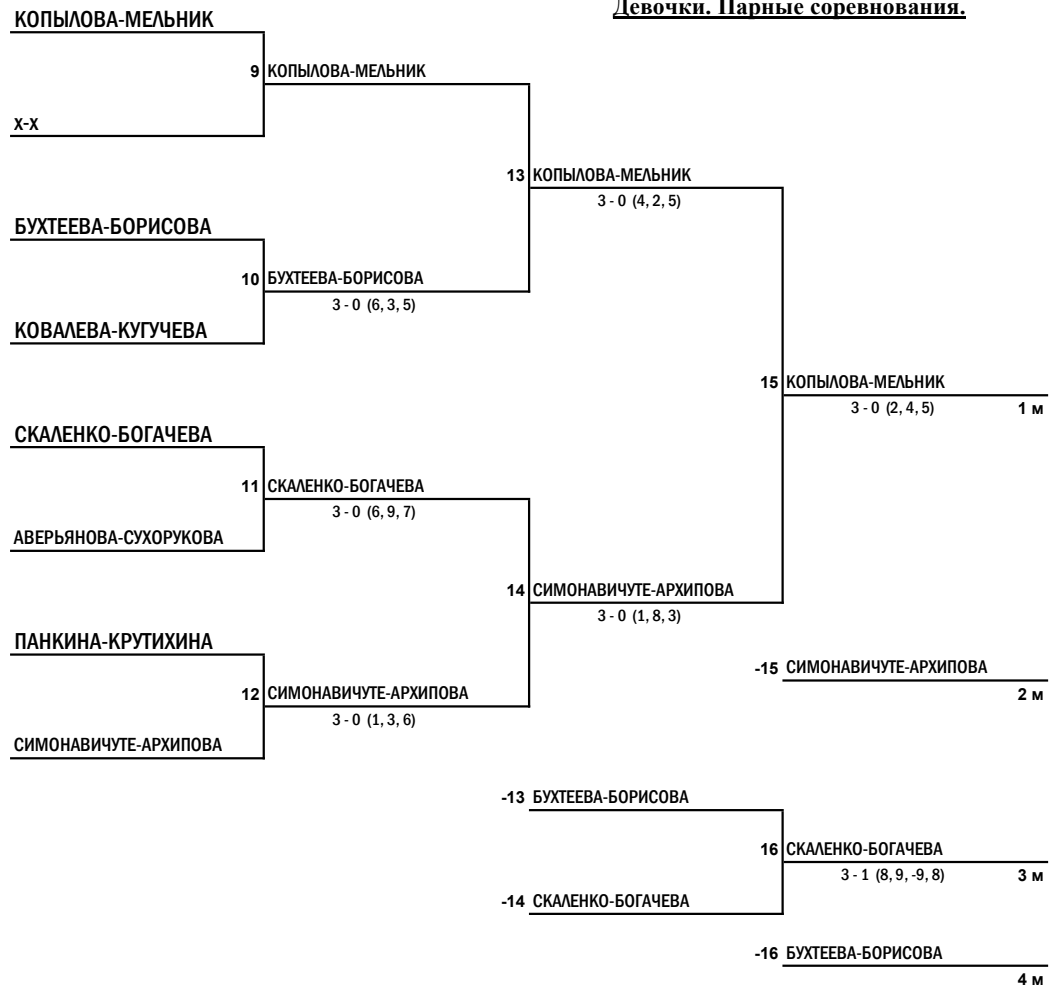 Девочки. Парные соревнования.
КОПЫЛОВА-МЕЛЬНИК
9 КОПЫЛОВА-МЕЛЬНИК
Х-Х
13 КОПЫЛОВА-МЕЛЬНИК
3 - 0 (4, 2, 5)
БУХТЕЕВА-БОРИСОВА
10 БУХТЕЕВА-БОРИСОВА
3 - 0 (6, 3, 5)
КОВАЛЕВА-КУГУЧЕВА
15 КОПЫЛОВА-МЕЛЬНИК
3 - 0 (2, 4, 5) 1 м
СКАЛЕНКО-БОГАЧЕВА
11 СКАЛЕНКО-БОГАЧЕВА
3 - 0 (6, 9, 7)
АВЕРЬЯНОВА-СУХОРУКОВА
14 СИМОНАВИЧУТЕ-АРХИПОВА
3 - 0 (1, 8, 3)
ПАНКИНА-КРУТИХИНА
-15 СИМОНАВИЧУТЕ-АРХИПОВА
12 СИМОНАВИЧУТЕ-АРХИПОВА
2 м
3 - 0 (1, 3, 6)
СИМОНАВИЧУТЕ-АРХИПОВА
-13 БУХТЕЕВА-БОРИСОВА
16 СКАЛЕНКО-БОГАЧЕВА
3 - 1 (8, 9, -9, 8) 3 м
-14 СКАЛЕНКО-БОГАЧЕВА
-16 БУХТЕЕВА-БОРИСОВА
4 м